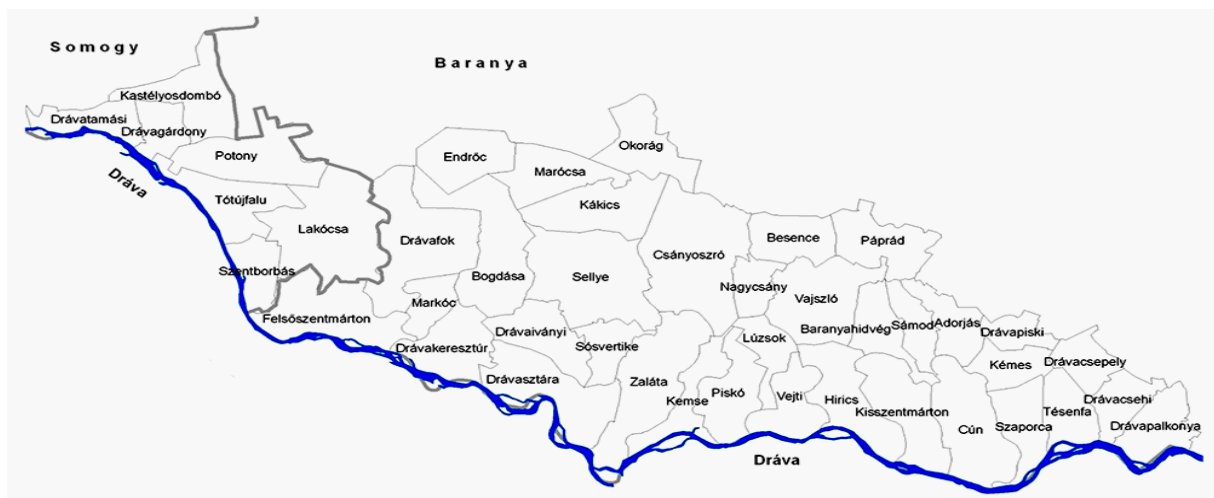 Somogy
Baranya
Kastélyosdombó
Drávatamási
Drávagárdony
Okorág
Potony
Endrőc
Marócsa
Dráva
Tótújfalu
Kákics
Lakócsa
Drávafok
Besence
Páprád
Csányoszró
Szentborbás
Bogdása
Sellye
Nagycsány
Vajszló
Markóc
Felsőszentmárton
Drávaiványi
Baranyahidvég
Sámod
Adorjás
Drávapiski
Lúzsok
Drávakeresztúr
Sósvertike
Kémes
Drávacsepely
Drávasztára
Zaláta
Kemse
Piskó
Vejti
Hirics
Kisszentmárton
Drávacsehi
Tésenfa
Cún
Szaporca
Drávapalkonya
Dráva